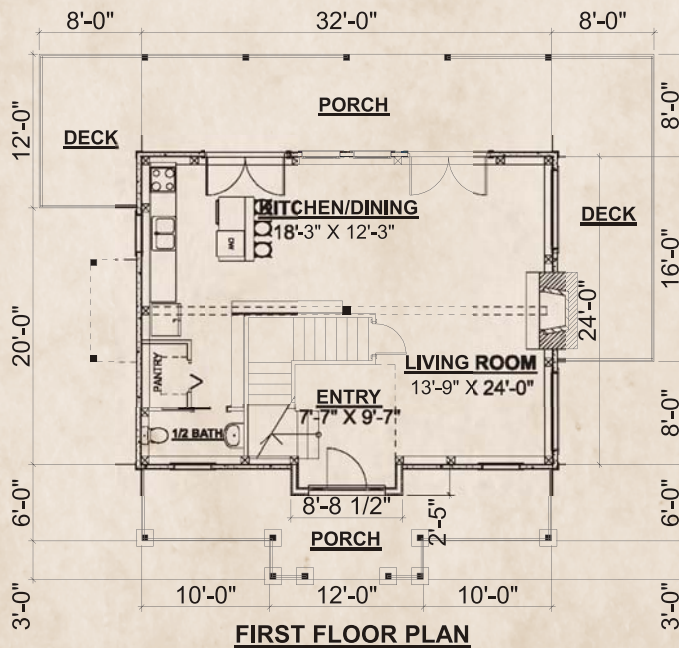 8'-0" 32'-0" 8'-0"
PORCH
12'-0"
DECK
8'-0"
KITCHEN/DINING
18'-3" X 12'-3"
DW
DECK
16'-0"
24'-0"
20'-0"
PANTRY
LIVING ROOM
13'-9" X 24'-0"
ENTRY
7'-7" X 9'-7"
1/2 BATH
8'-0"
6'-0"
8'-8 1/2"
2'-5"
6'-0"
PORCH
3'-0"
10'-0" 12'-0" 10'-0"
3'-0"
FIRST FLOOR PLAN